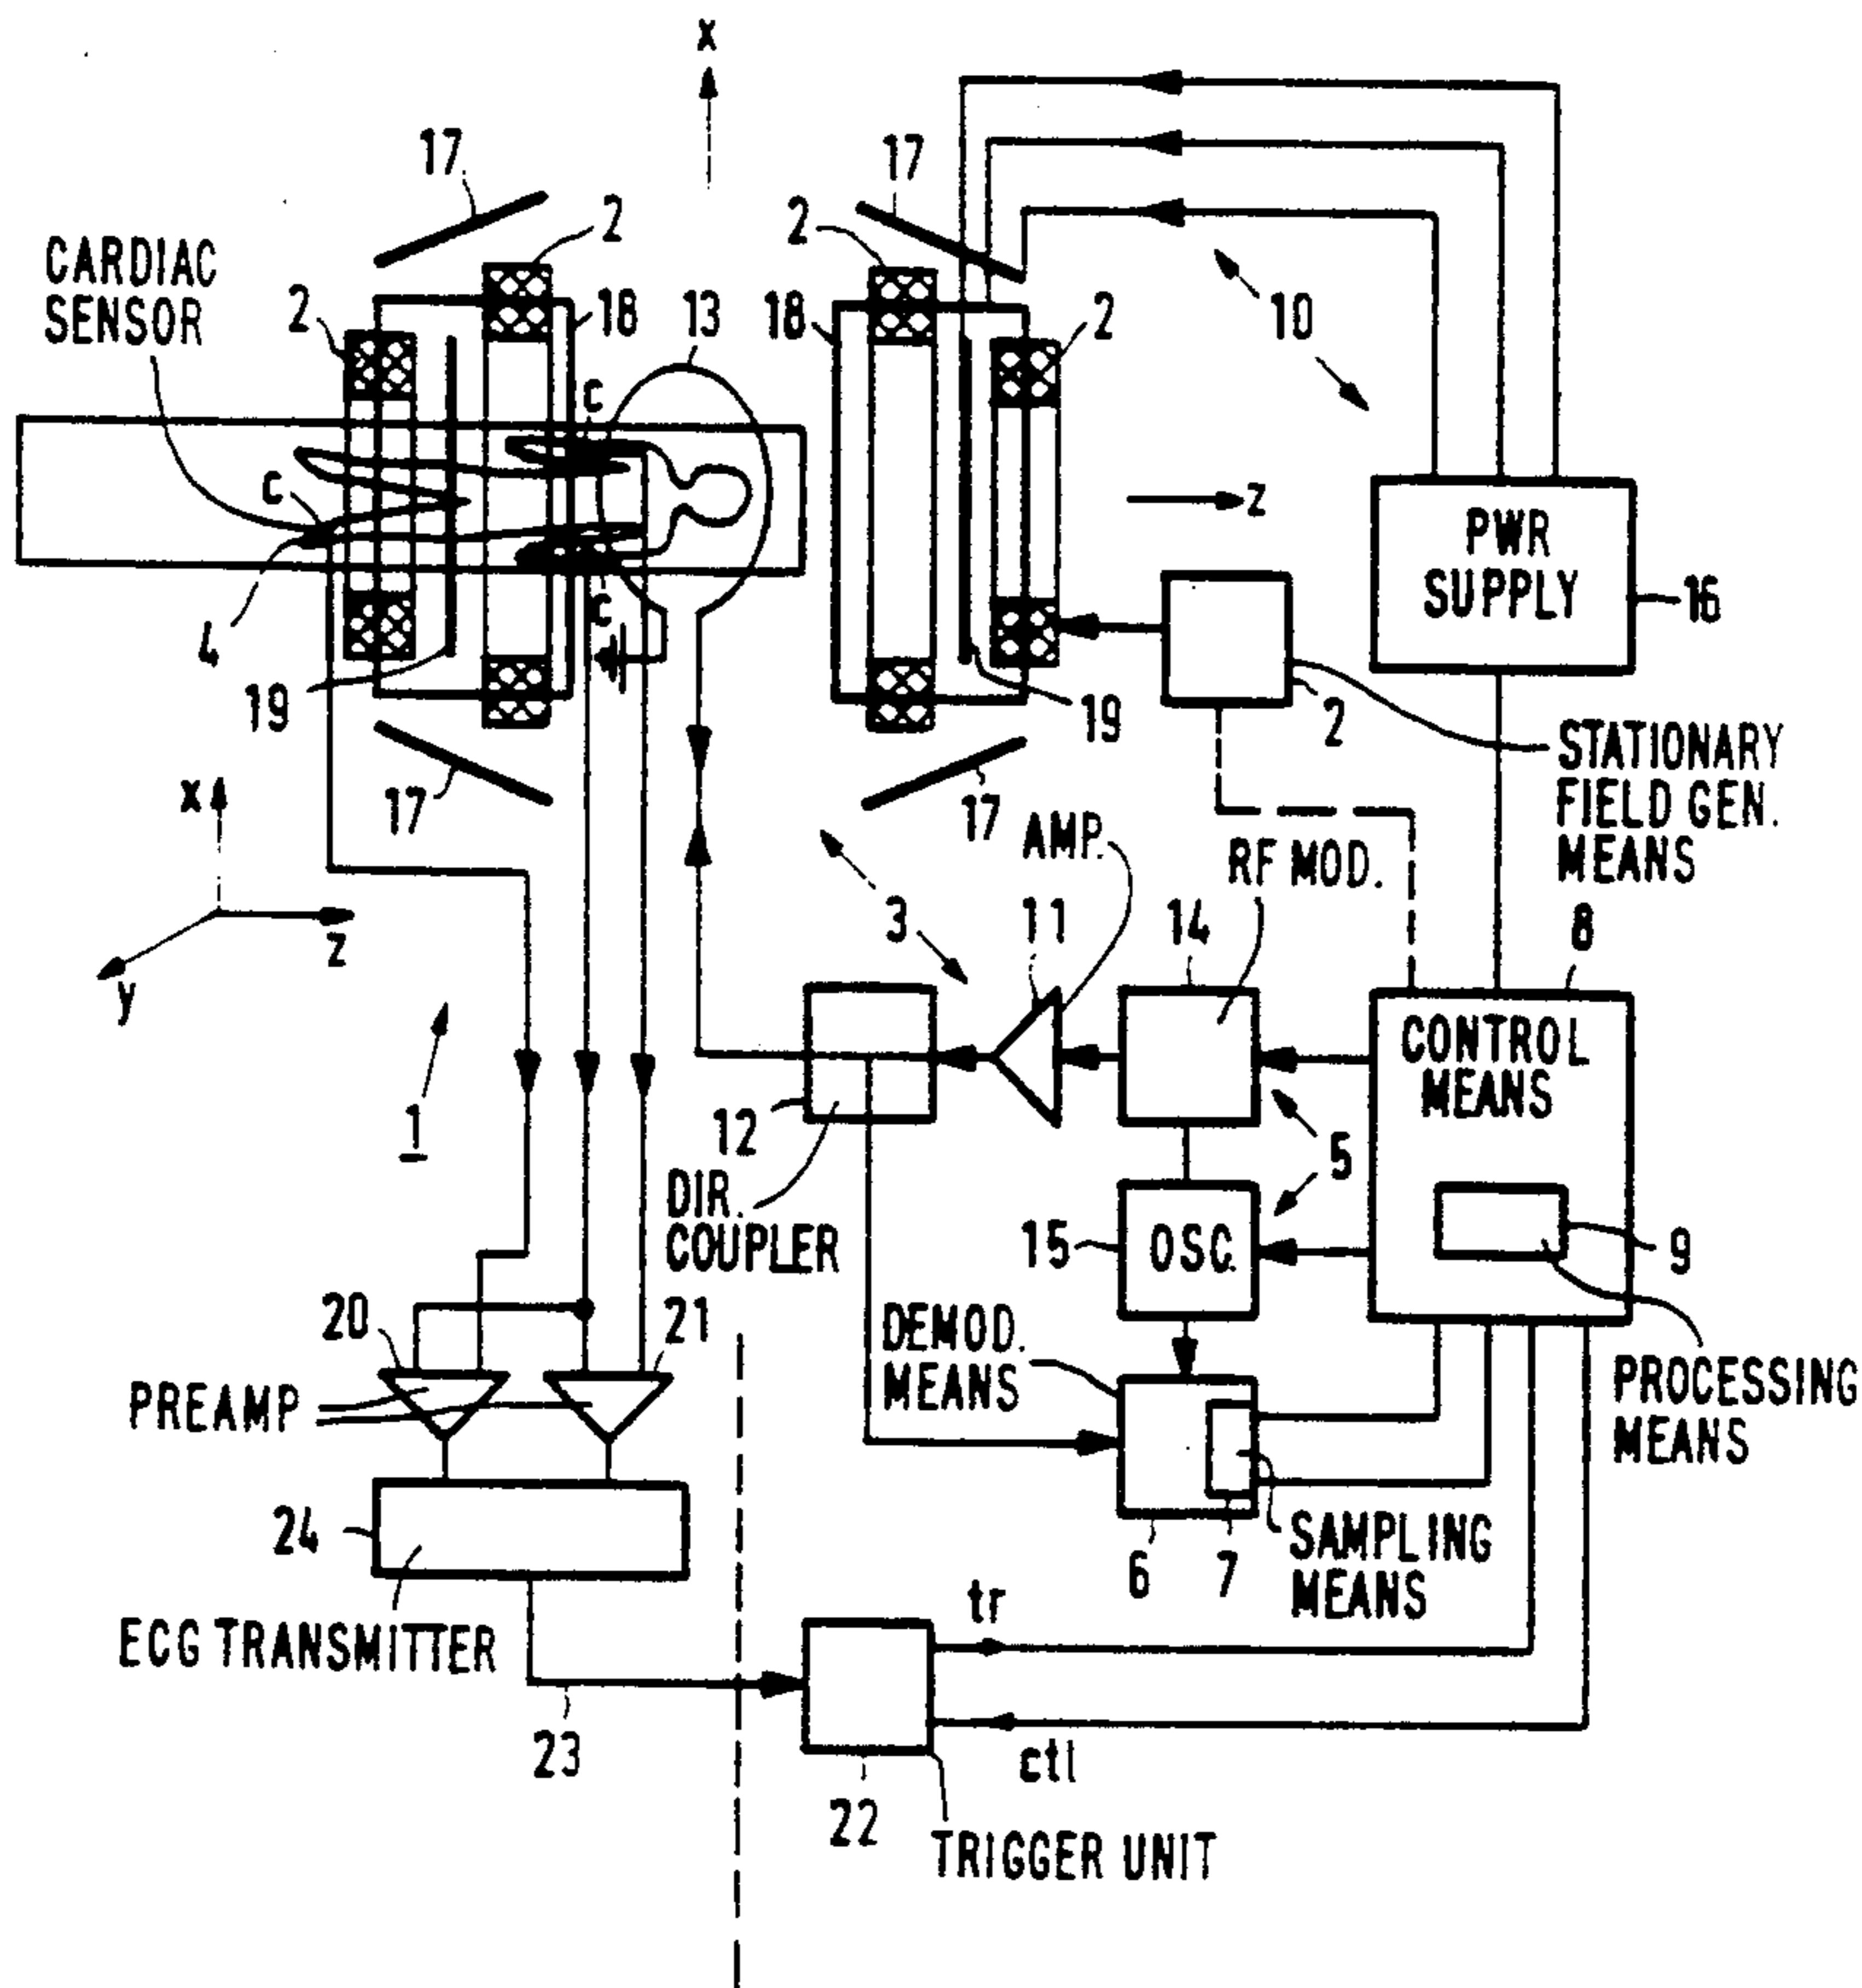 x
17
17
2
2
CARDIAC
SENSOR
2
18
13
18
2
10
c
c
z
PWR
SUPPLY
16
4
c
19
19
2
STATIONARY
FIELD GEN.
MEANS
x
17
17
AMP.
RF MOD.
z
y
3
11
14
8
CONTROL
MEANS
1
12
5
DIR.
COUPLER
15
OSC.
9
20
21
DEMOD.
MEANS
PROCESSING
MEANS
PREAMP
24
6
7
SAMPLING
MEANS
ECG TRANSMITTER
tr
23
ctl
22
TRIGGER UNIT